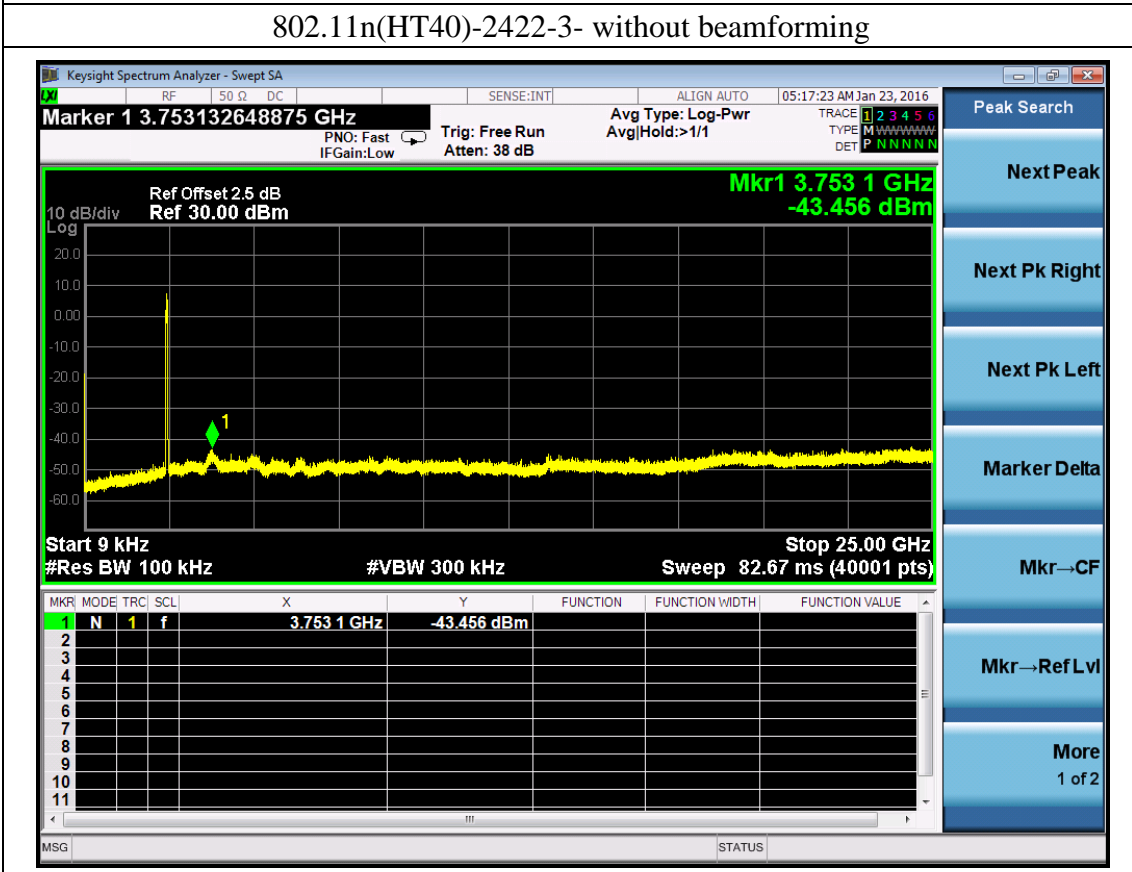 802.11n(HT40)-2422-3- without beamforming
Keysight Spectrum Analyzer - Swept SA
LXI RF 50 Ω DC SENSE:INT ALIGN AUTO 05:17:23 AM Jan 23, 2016
Marker 1 3.753132648875 GHz
PNO: Fast
IFGain:Low
Trig: Free Run
Atten: 38 dB
Avg Type: Log-Pwr
Avg|Hold:>1/1
TRACE 1 2 3 4 5 6
TYPE M W W W W W
DET P N N N N N
Peak Search
Next Peak
Next Pk Right
Next Pk Left
Marker Delta
Mkr→CF
Mkr→Ref Lvl
More
1 of 2
Ref Offset 2.5 dB
10 dB/div Ref 30.00 dBm
Log
Mkr1 3.753 1 GHz
-43.456 dBm
20.0
10.0
0.00
-10.0
-20.0
-30.0
-40.0
-50.0
-60.0
1
Start 9 kHz Stop 25.00 GHz
#Res BW 100 kHz #VBW 300 kHz Sweep 82.67 ms (40001 pts)
MKR MODE TRC SCL X Y FUNCTION FUNCTION WIDTH FUNCTION VALUE
1 N 1 f 3.753 1 GHz -43.456 dBm
2
3
4
5
6
7
8
9
10
11
MSG STATUS